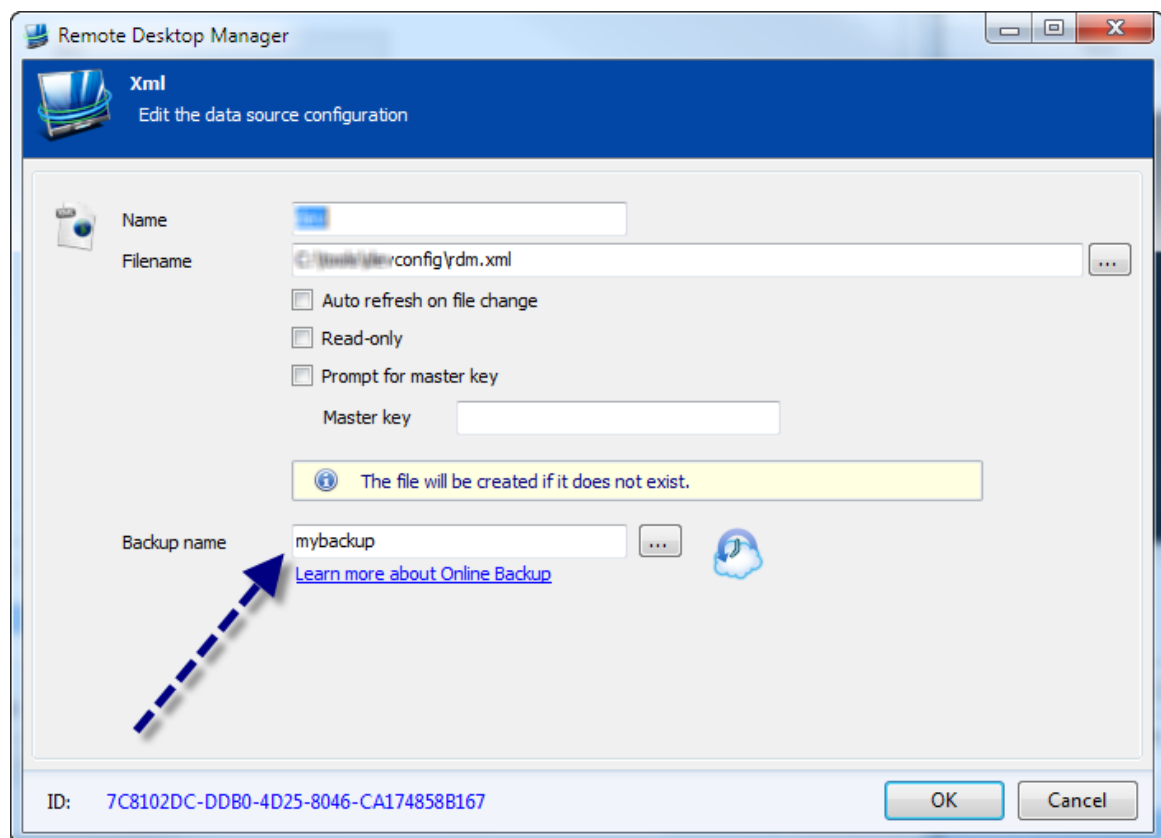 Remote Desktop Manager
Xml
Edit the data source configuration
Name
Filename config\rdm.xml ...
Auto refresh on file change
Read-only
Prompt for master key
Master key
The file will be created if it does not exist.
Backup name mybackup ...
Learn more about Online Backup
ID: 7C8102DC-DDB0-4D25-8046-CA174858B167 OK Cancel